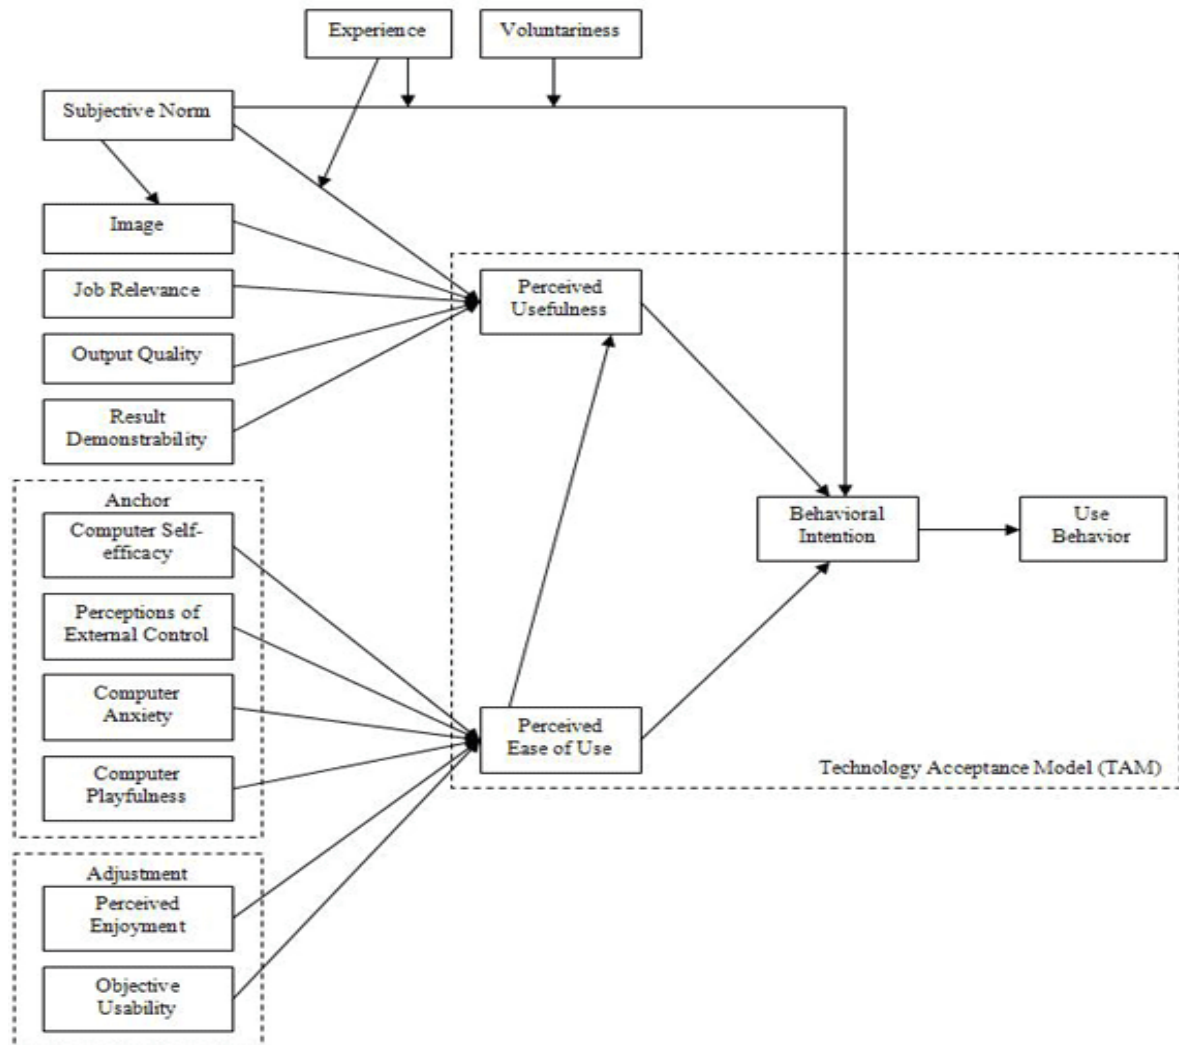 Experience
Voluntariness
Subjective Norm
Image
Job Relevance
Output Quality
Result
Demonstrability
Anchor
Computer Self-
efficacy
Perceptions of
External Control
Computer
Anxiety
Computer
Playfulness
Adjustment
Perceived
Enjoyment
Objective
Usability
Perceived
Usefulness
Perceived
Ease of Use
Behavioral
Intention
Use
Behavior
Technology Acceptance Model (TAM)